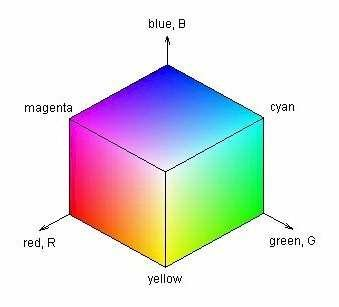 blue, B
magenta
cyan
red, R
green, G
yellow